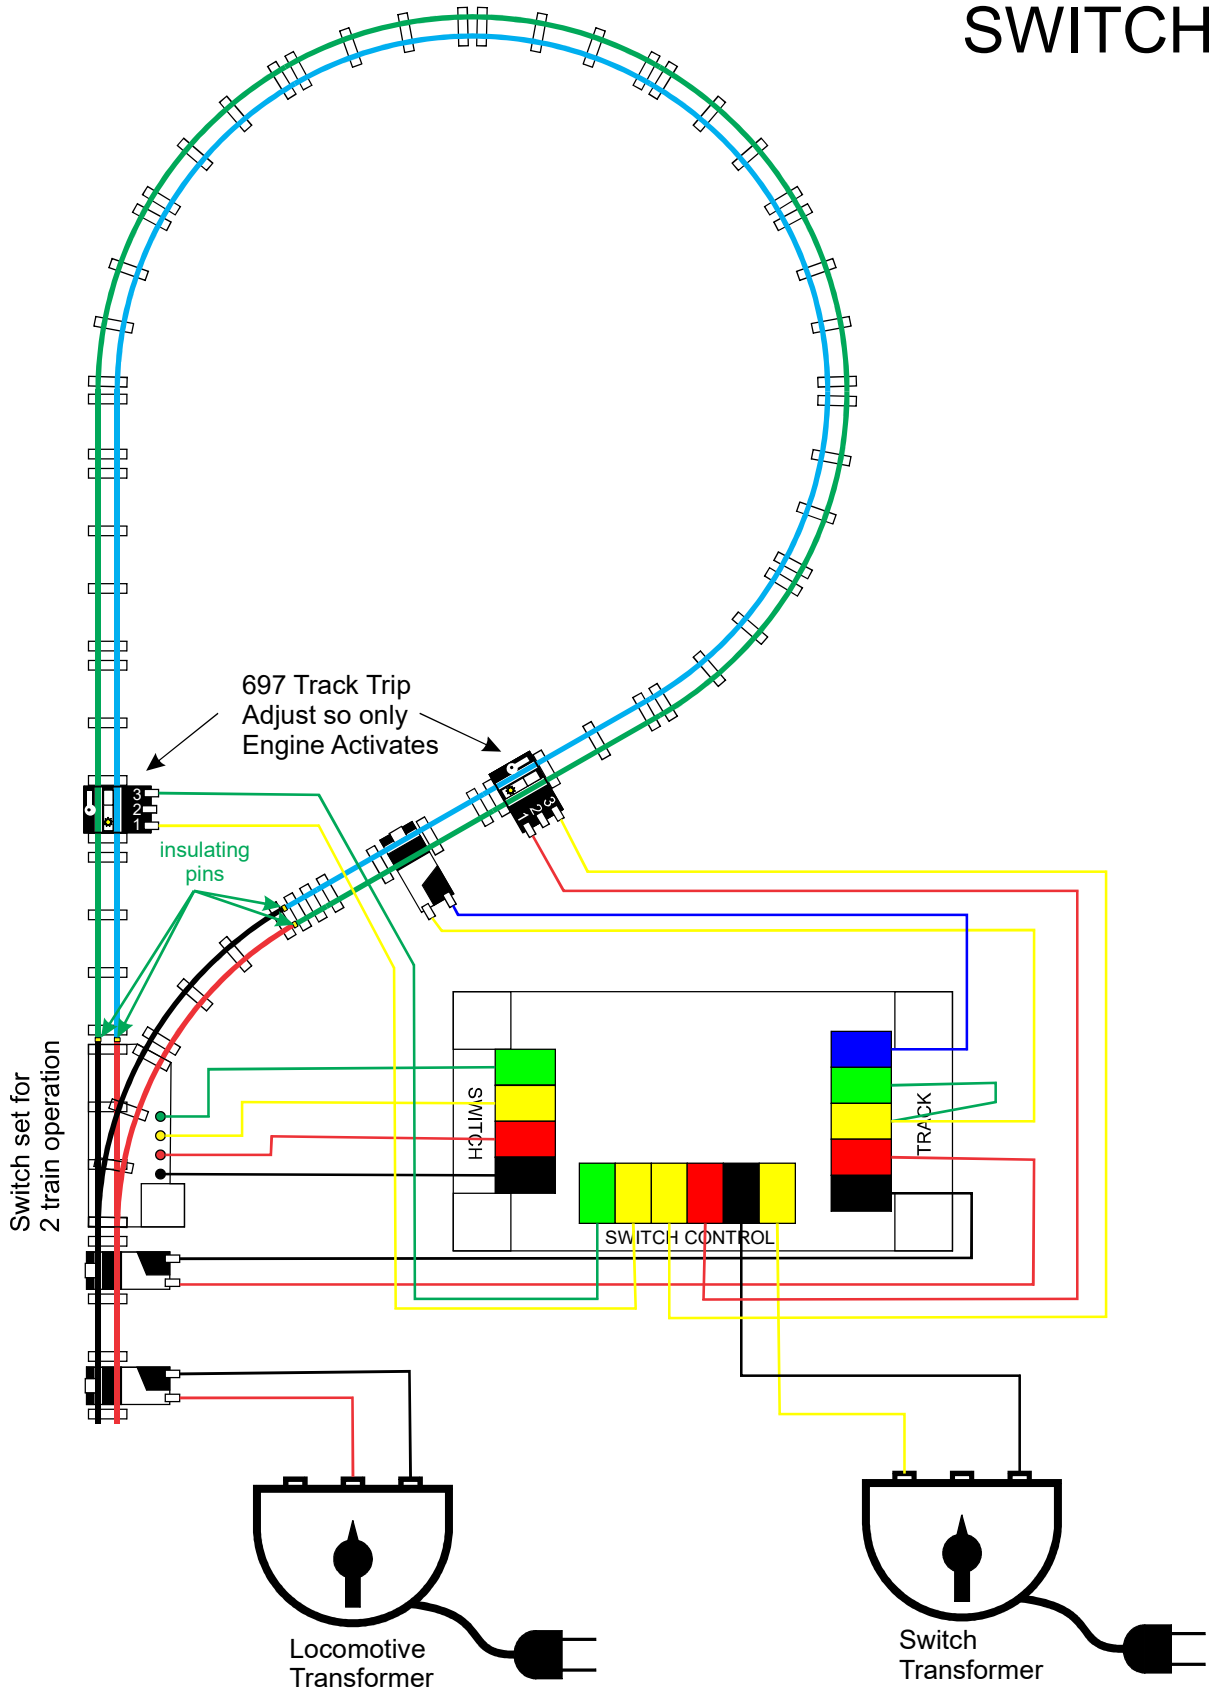 SWITCH
697 Track Trip
Adjust so only
Engine Activates
3
2
1
1
2
3
insulating
pins
Switch set for
2 train operation
SWITCH
TRACK
SWITCH CONTROL
Locomotive
Transformer
Switch
Transformer